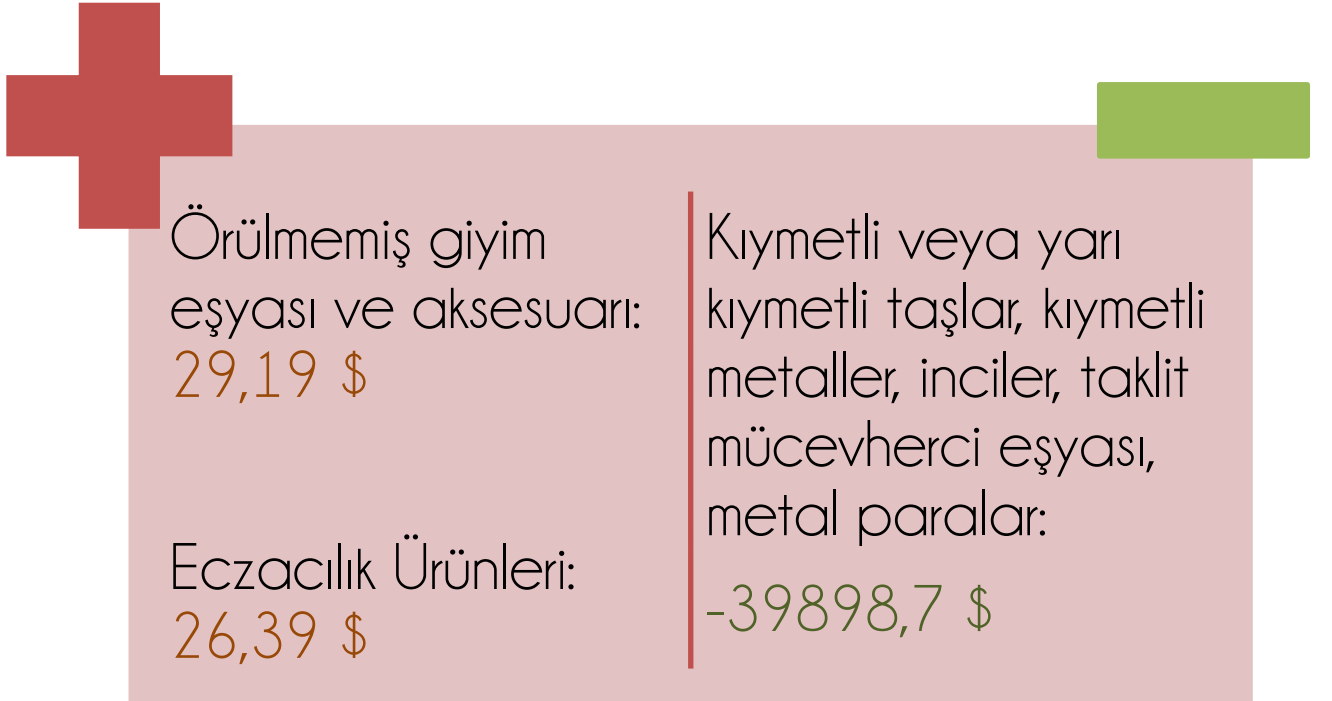 Örülmemiş giyim
eşyası ve aksesuarı:
29,19 $
Eczacılık Ürünleri:
26,39 $
Kıymetli veya yarı
kıymetli taşlar, kıymetli
metaller, inciler, taklit
mücevherci eşyası,
metal paralar:
-39898,7 $